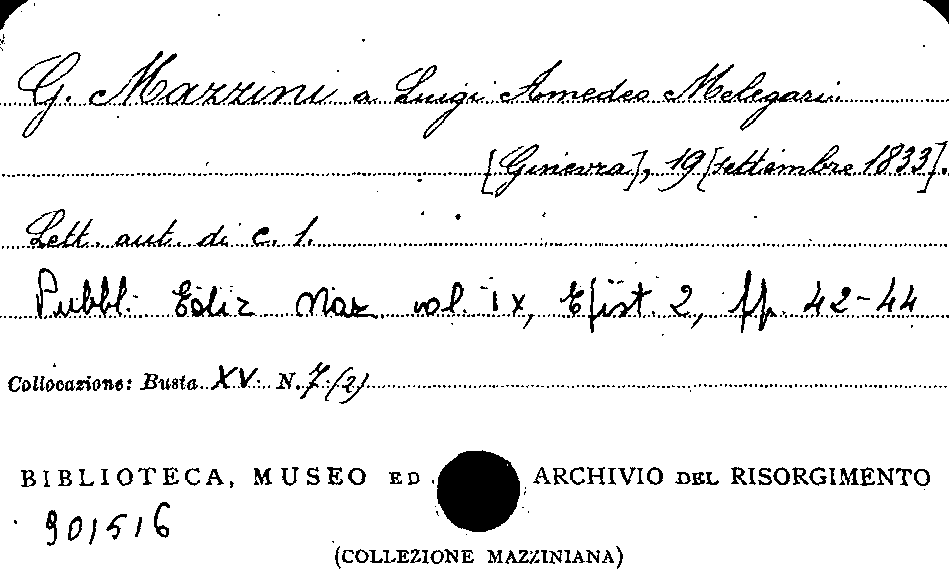 G. Mazzini a Luigi Amedeo Melegari.
[Ginevra], 19 [settembre 1833].
Lett. aut. di c. 1.
Pubbl. Ediz Naz. vol. IX, Epist. 2, pp. 42-44
Collocazione: Busta XV N. 7 (2)
BIBLIOTECA, MUSEO ED ARCHIVIO DEL RISORGIMENTO
901516
(COLLEZIONE MAZZINIANA)